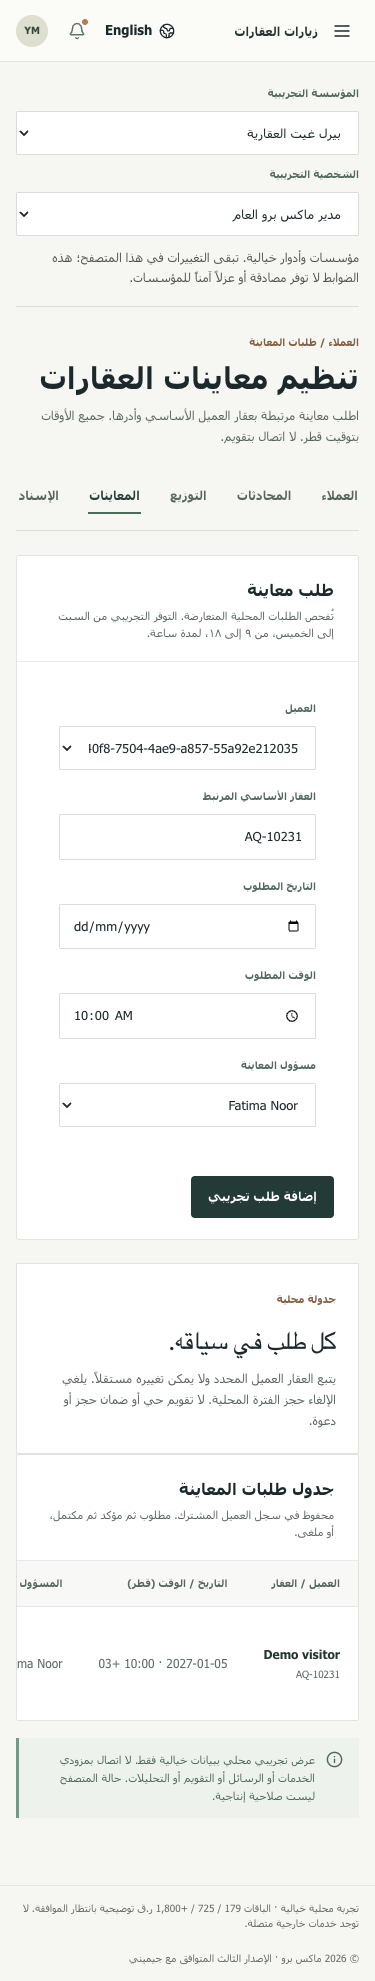 زيارات العقارات
English
YM
المؤسسة التجريبية
بيرل غيت العقارية
الشخصية التجريبية
مدير ماكس برو العام
مؤسسات وأدوار خيالية. تبقى التغييرات في هذا المتصفح؛ هذه
الضوابط لا توفر مصادقة أو عزلاً آمناً للمؤسسات.
العملاء / طلبات المعاينة
تنظيم معاينات العقارات
اطلب معاينة مرتبطة بعقار العميل الأساسي وأدرها. جميع الأوقات
بتوقيت قطر. لا اتصال بتقويم.
العملاء
المحادثات
التوزيع
المعاينات
الإسناد
طلب معاينة
تُفحص الطلبات المحلية المتعارضة. التوفر التجريبي من السبت
إلى الخميس، من ٩ إلى ١٨، لمدة ساعة.
العميل
0f8-7504-4ae9-a857-55a92e212035
العقار الأساسي المرتبط
AQ-10231
التاريخ المطلوب
dd/mm/yyyy
الوقت المطلوب
10:00 AM
مسؤول المعاينة
Fatima Noor
إضافة طلب تجريبي
جدولة محلية
كل طلب في سياقه.
يتبع العقار العميل المحدد ولا يمكن تغييره مستقلاً. يلغي
الإلغاء حجز الفترة المحلية. لا تقويم حي أو ضمان حجز أو
دعوة.
جدول طلبات المعاينة
محفوظ في سجل العميل المشترك. مطلوب ثم مؤكد ثم مكتمل،
أو ملغى.
العميل / العقار
التاريخ / الوقت (قطر)
المسؤول
Demo visitor
AQ-10231
2027-01-05 · 10:00 +03
ma Noor
عرض تجريبي محلي ببيانات خيالية فقط. لا اتصال بمزودي
الخدمات أو الرسائل أو التقويم أو التحليلات. حالة المتصفح
ليست صلاحية إنتاجية.
تجربة محلية خيالية · الباقات 179 / 725 / +1,800 ر.ق توضيحية بانتظار الموافقة. لا
توجد خدمات خارجية متصلة.
© 2026 ماكس برو · الإصدار الثالث المتوافق مع جيميني